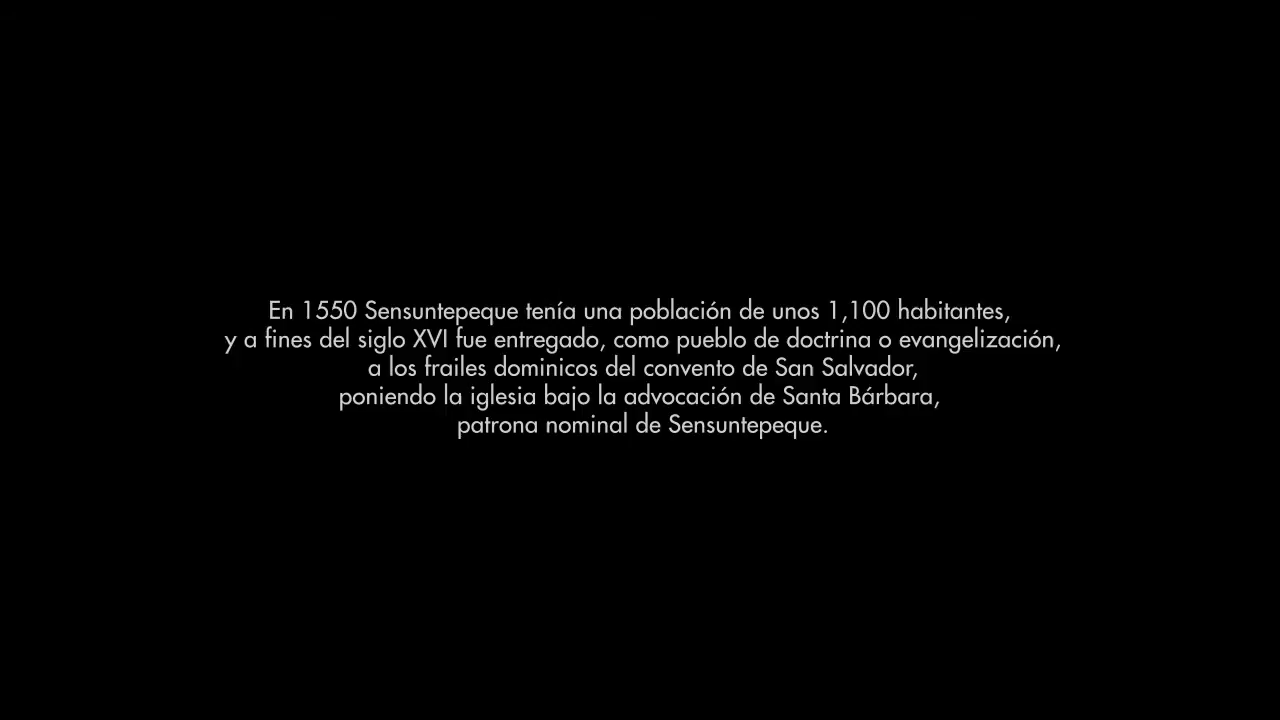 En 1550 Sensuntepeque tenía una población de unos 1,100 habitantes,
y a fines del siglo XVI fue entregado, como pueblo de doctrina o evangelización,
a los frailes dominicos del convento de San Salvador,
poniendo la iglesia bajo la advocación de Santa Bárbara,
patrona nominal de Sensuntepeque.